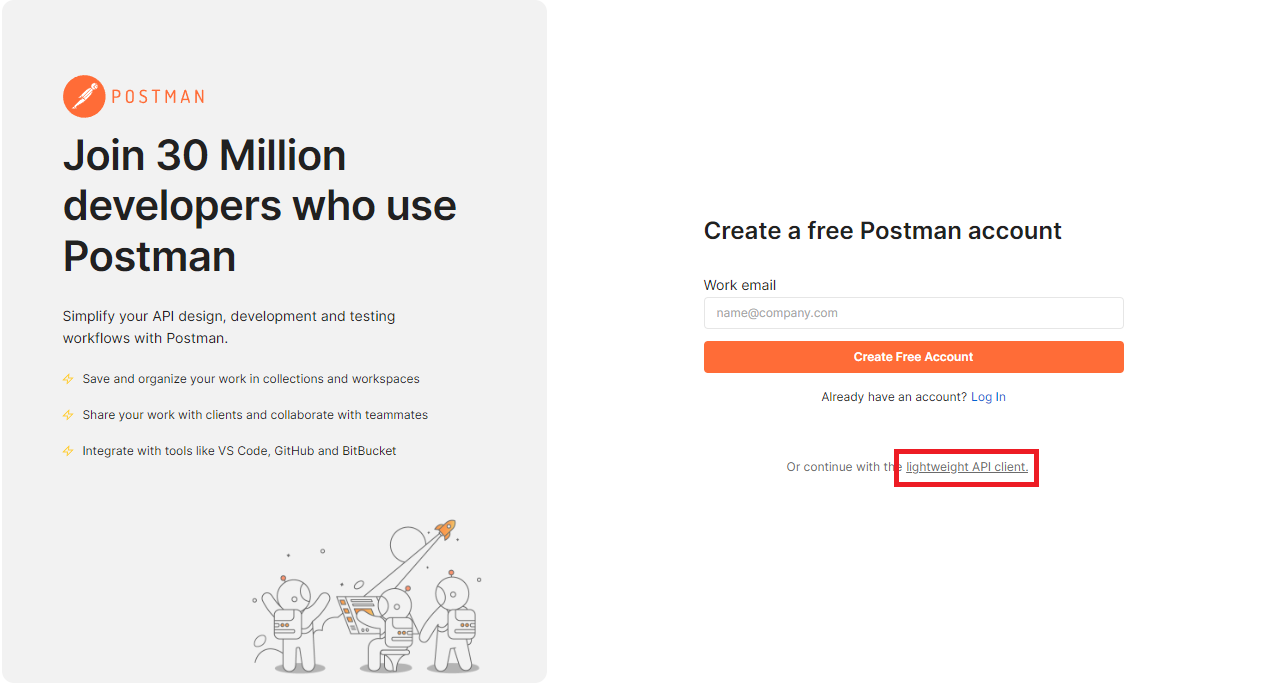 POSTMAN
Join 30 Million
developers who use
Postman
Simplify your API design, development and testing
workflows with Postman.
Save and organize your work in collections and workspaces
Share your work with clients and collaborate with teammates
Integrate with tools like VS Code, GitHub and BitBucket
Create a free Postman account
Work email
name@company.com
Create Free Account
Already have an account? Log In
Or continue with the lightweight API client.